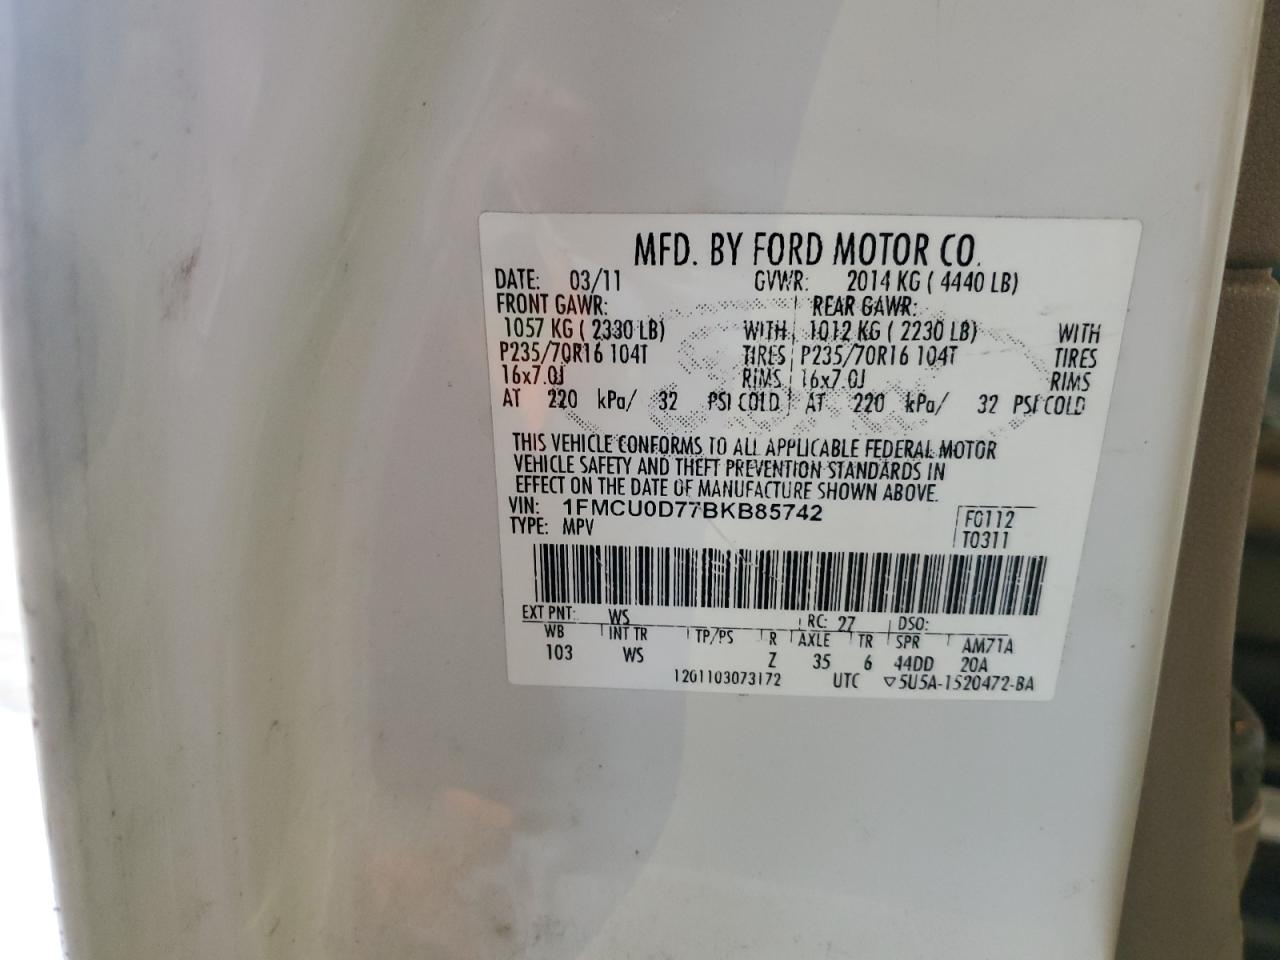 MFD. BY FORD MOTOR CO.
DATE: 03/11 GVWR: 2014 KG ( 4440 LB)
FRONT GAWR: REAR GAWR:
1057 KG ( 2330 LB) WITH 1012 KG ( 2230 LB) WITH
P235/70R16 104T TIRES P235/70R16 104T TIRES
16x7.0J RIMS 16x7.0J RIMS
AT 220 kPa/ 32 PSI COLD AT 220 kPa/ 32 PSI COLD
THIS VEHICLE CONFORMS TO ALL APPLICABLE FEDERAL MOTOR
VEHICLE SAFETY AND THEFT PREVENTION STANDARDS IN
EFFECT ON THE DATE OF MANUFACTURE SHOWN ABOVE.
VIN: 1FMCU0D77BKB85742 F0112
TYPE: MPV T0311
EXT PNT: WS RC: 27 DSO:
WB INT TR TP/PS R AXLE TR SPR AM71A
103 WS Z 35 6 44DD 20A
1201103073172 UTC ▽5U5A-1520472-BA